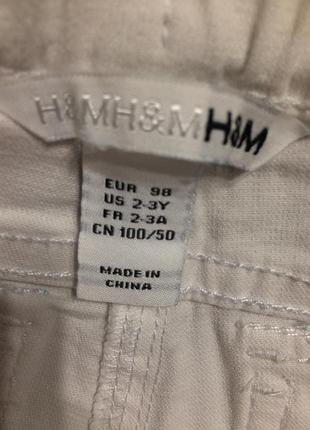 H&MH&MH&M
EUR 98
US 2-3Y
FR 2-3A
CN 100/50
MADE IN
CHINA